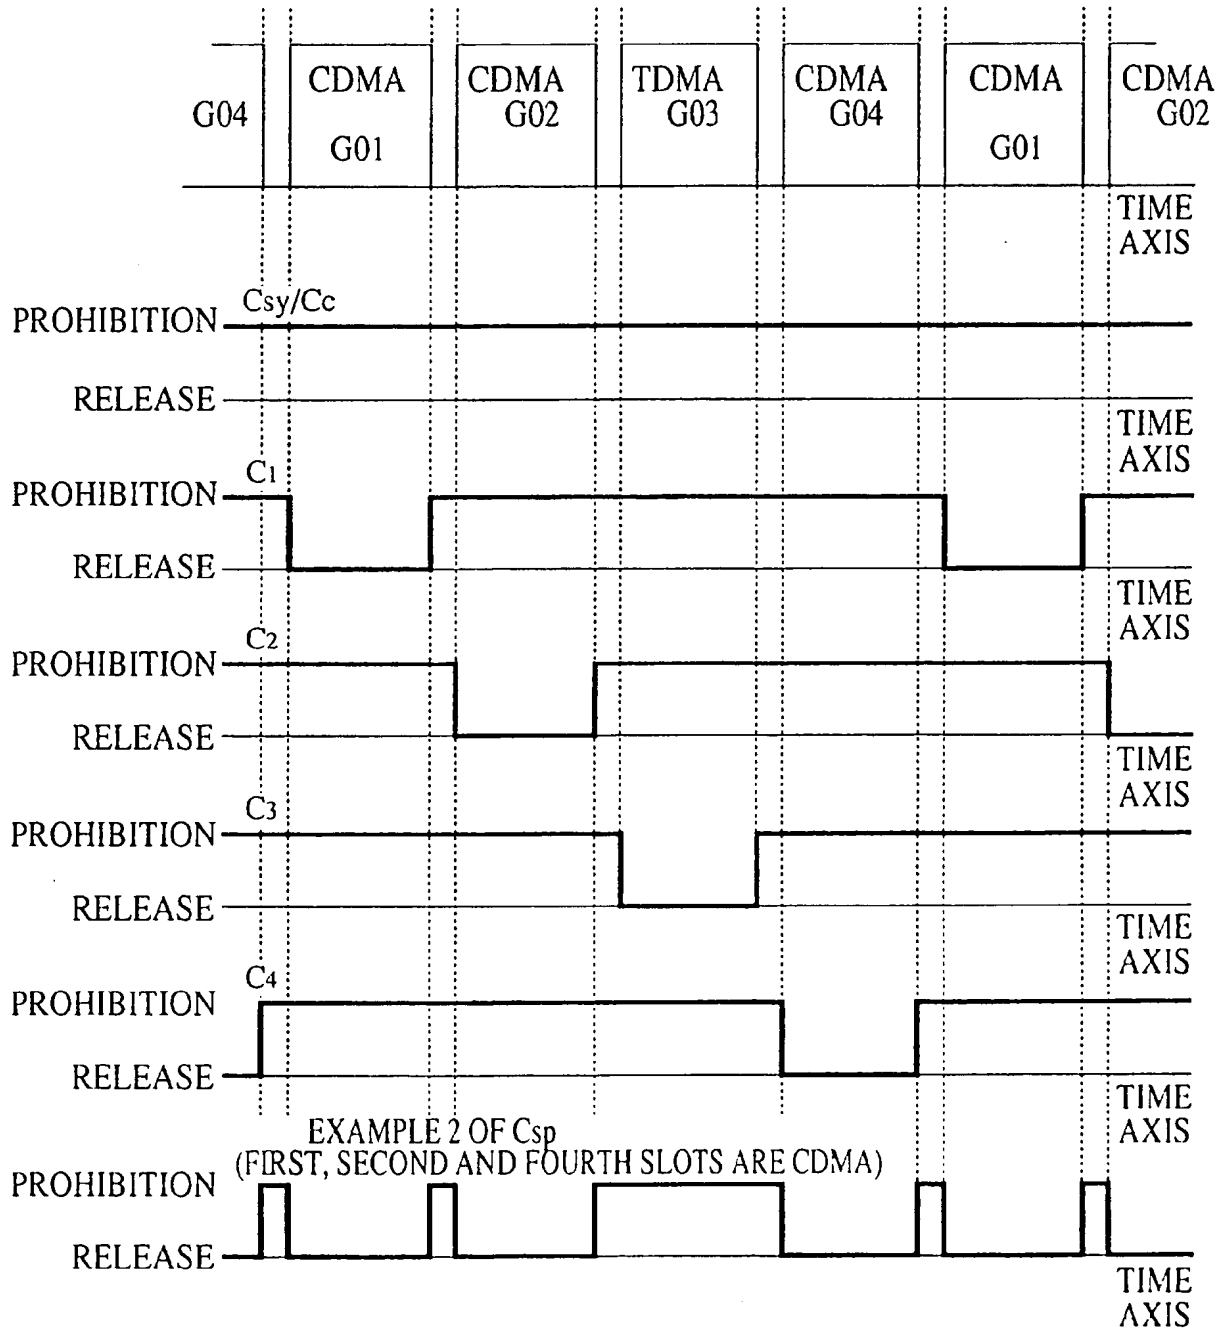 CDMA CDMA TDMA CDMA CDMA CDMA
G04 G02 G03 G04 G02
G01 G01
TIME
AXIS
Csy/Cc
PROHIBITION
RELEASE
TIME
AXIS
C1
PROHIBITION
RELEASE
TIME
AXIS
C2
PROHIBITION
RELEASE
TIME
AXIS
C3
PROHIBITION
RELEASE
TIME
AXIS
C4
PROHIBITION
RELEASE
TIME
AXIS
EXAMPLE 2 OF Csp
(FIRST, SECOND AND FOURTH SLOTS ARE CDMA)
PROHIBITION
RELEASE
TIME
AXIS